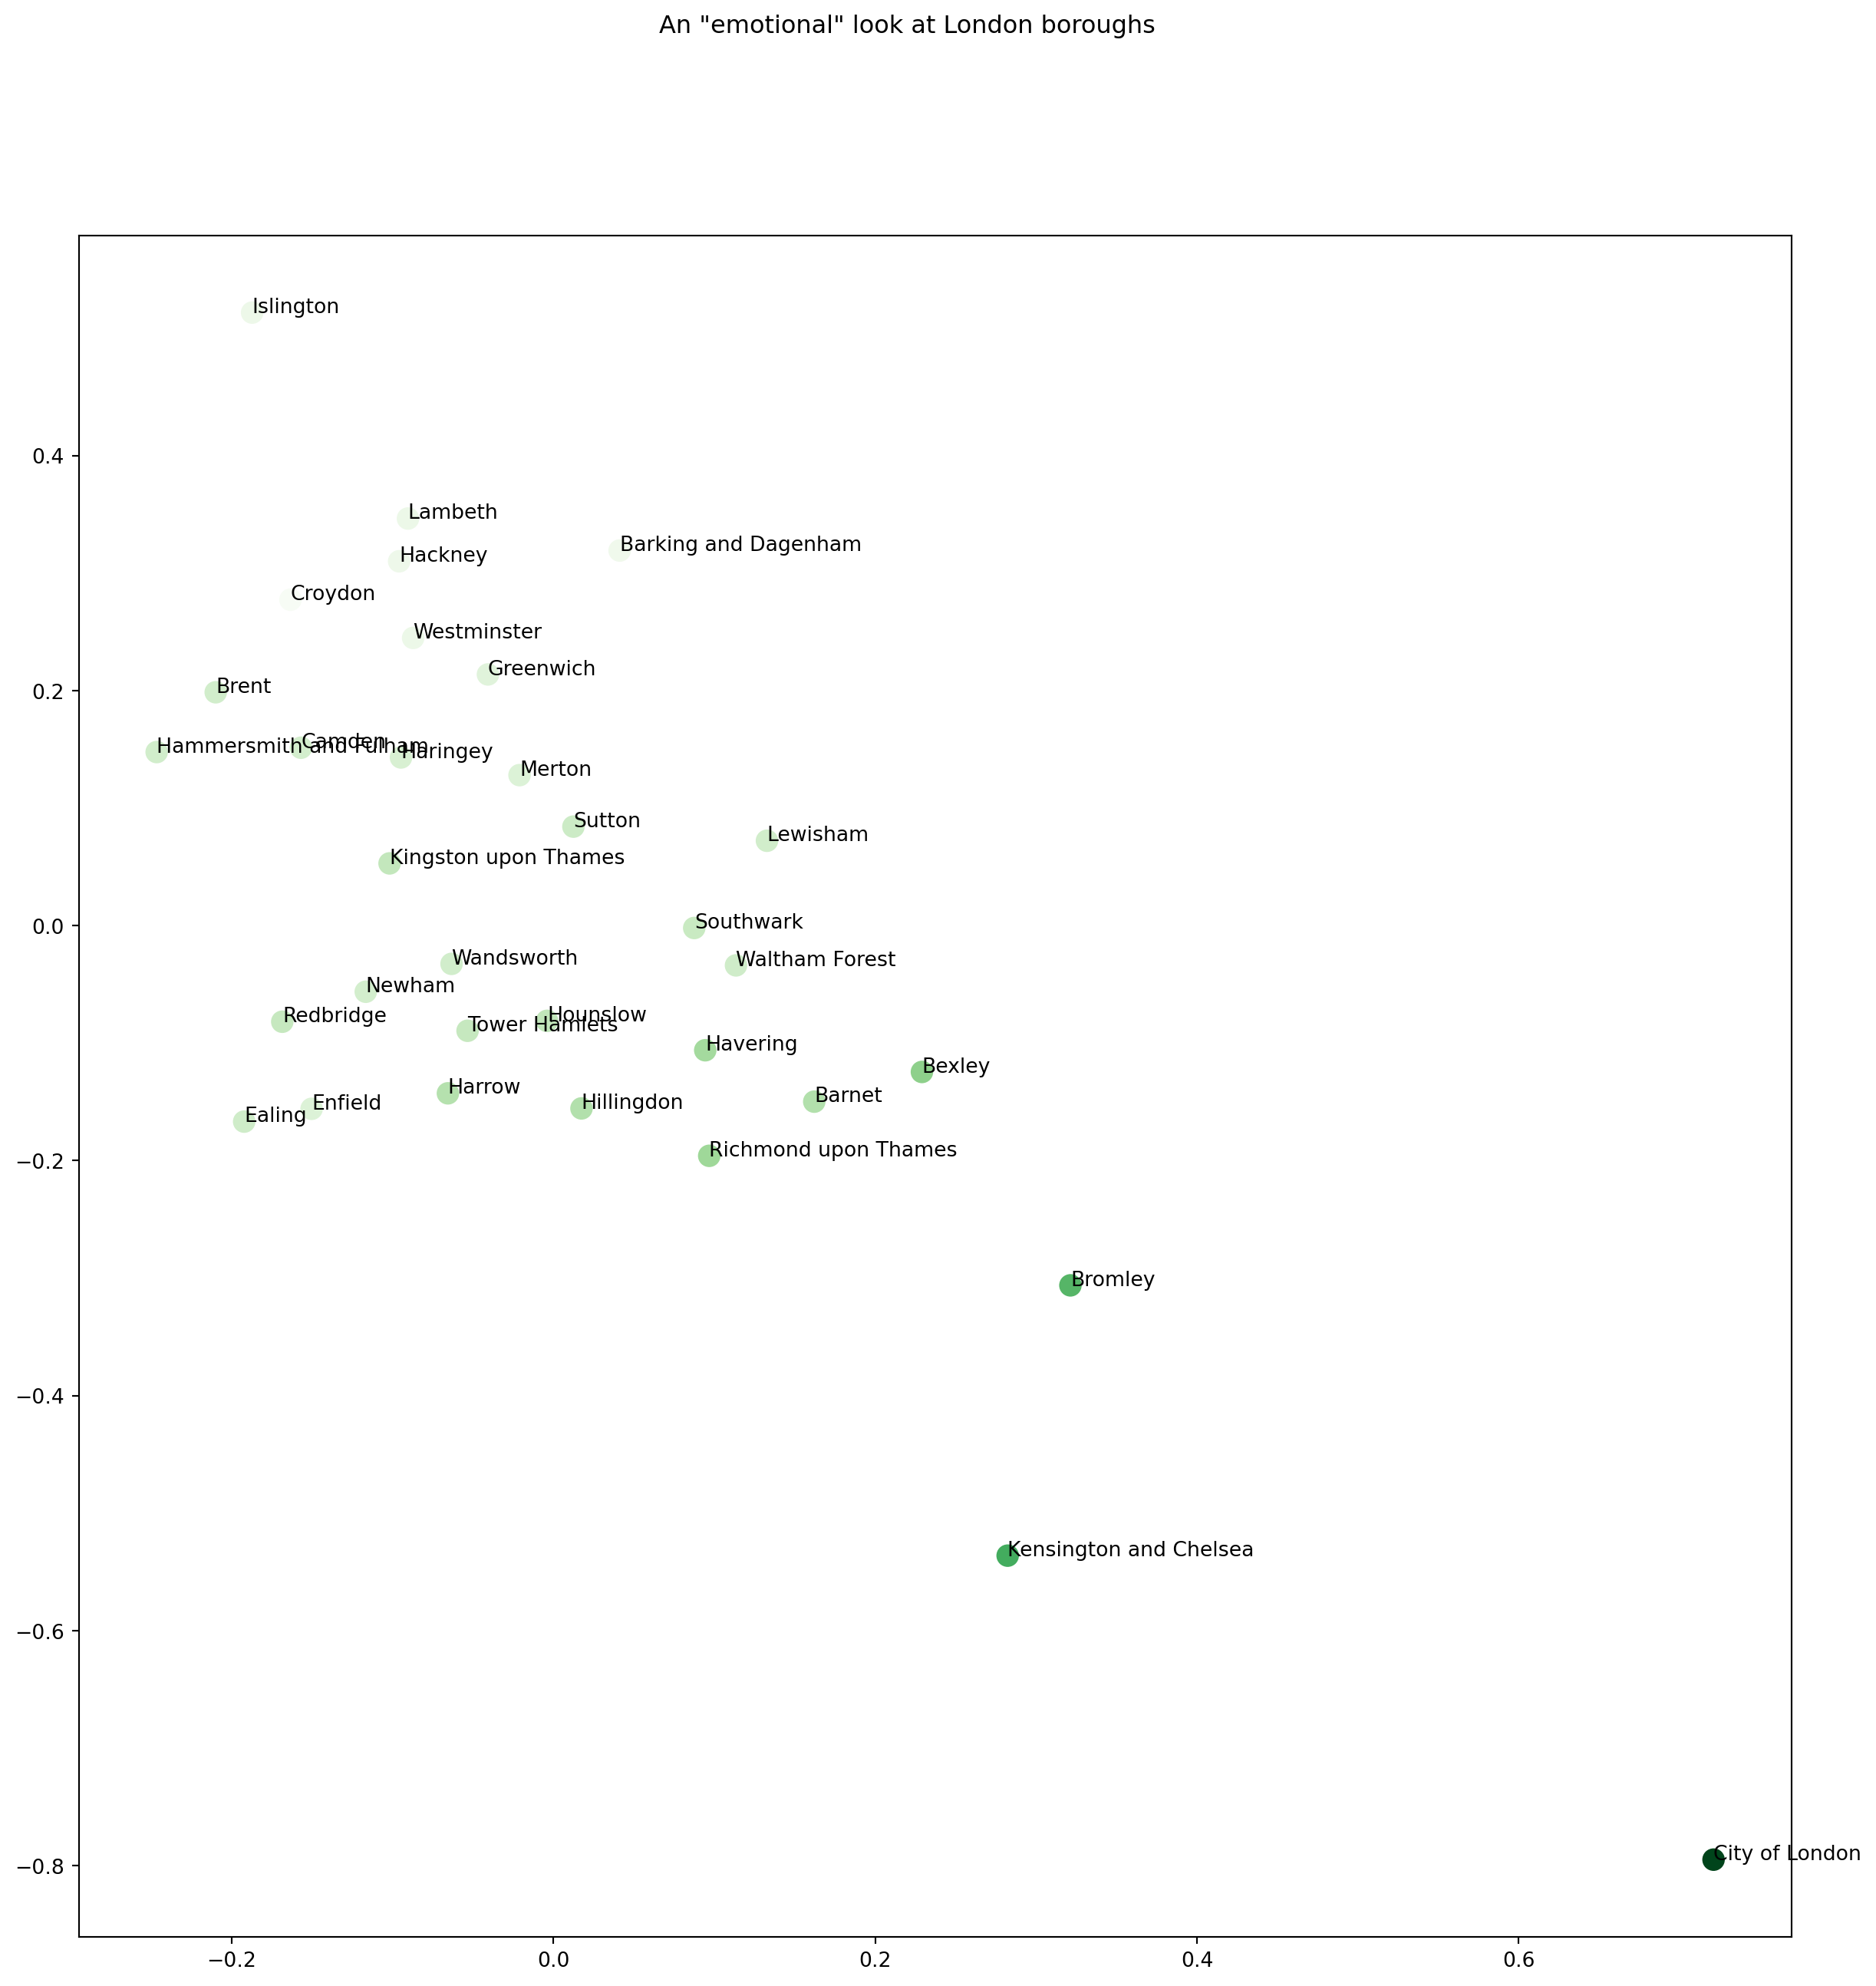 An "emotional" look at London boroughs
Islington
0.4
Lambeth
Barking and Dagenham
Hackney
Croydon
Westminster
Greenwich
Brent
0.2
Camden
Hammersmith and Fulham
Haringey
Merton
Sutton
Lewisham
Kingston upon Thames
Southwark
0.0
Wandsworth
Waltham Forest
Newham
Redbridge
Hounslow
Tower Hamlets
Havering
Bexley
Harrow
Barnet
Hillingdon
Enfield
Ealing
Richmond upon Thames
−0.2
Bromley
−0.4
Kensington and Chelsea
−0.6
City of London
−0.8
−0.2
0.0
0.2
0.4
0.6